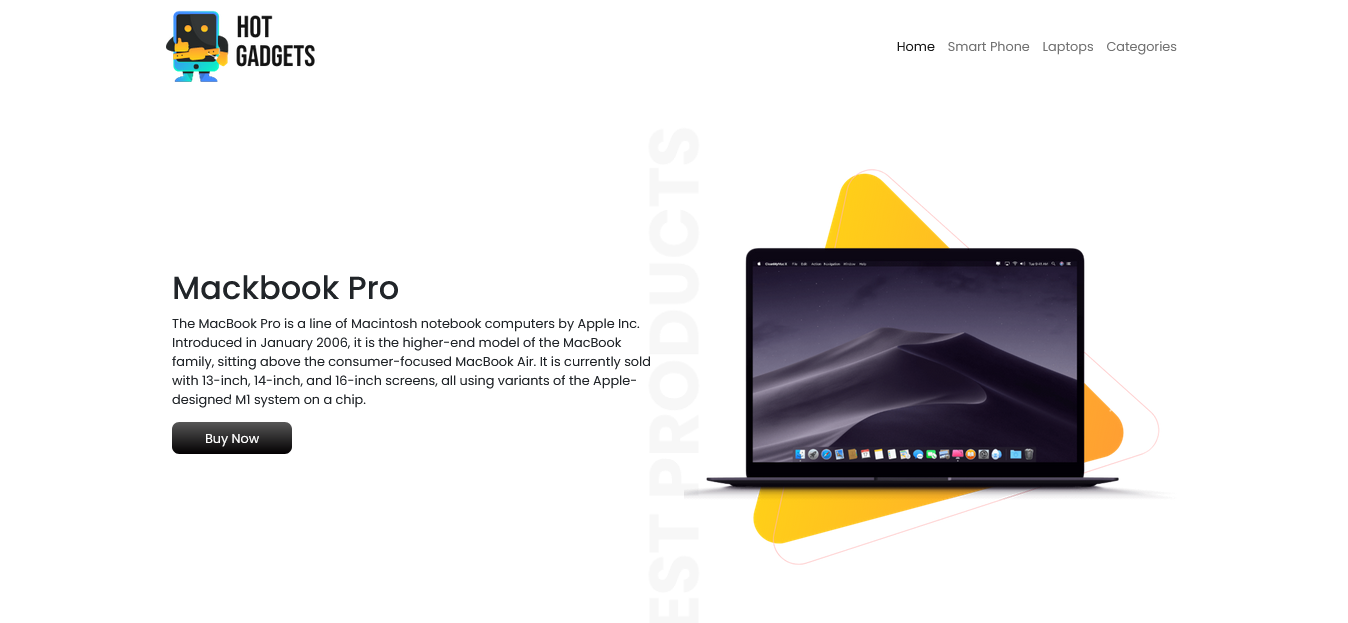 HOT
GADGETS
Home Smart Phone Laptops Categories
Mackbook Pro
The MacBook Pro is a line of Macintosh notebook computers by Apple Inc.
Introduced in January 2006, it is the higher-end model of the MacBook
family, sitting above the consumer-focused MacBook Air. It is currently sold
with 13-inch, 14-inch, and 16-inch screens, all using variants of the Apple-
designed M1 system on a chip.
Buy Now
EST PRODUCTS